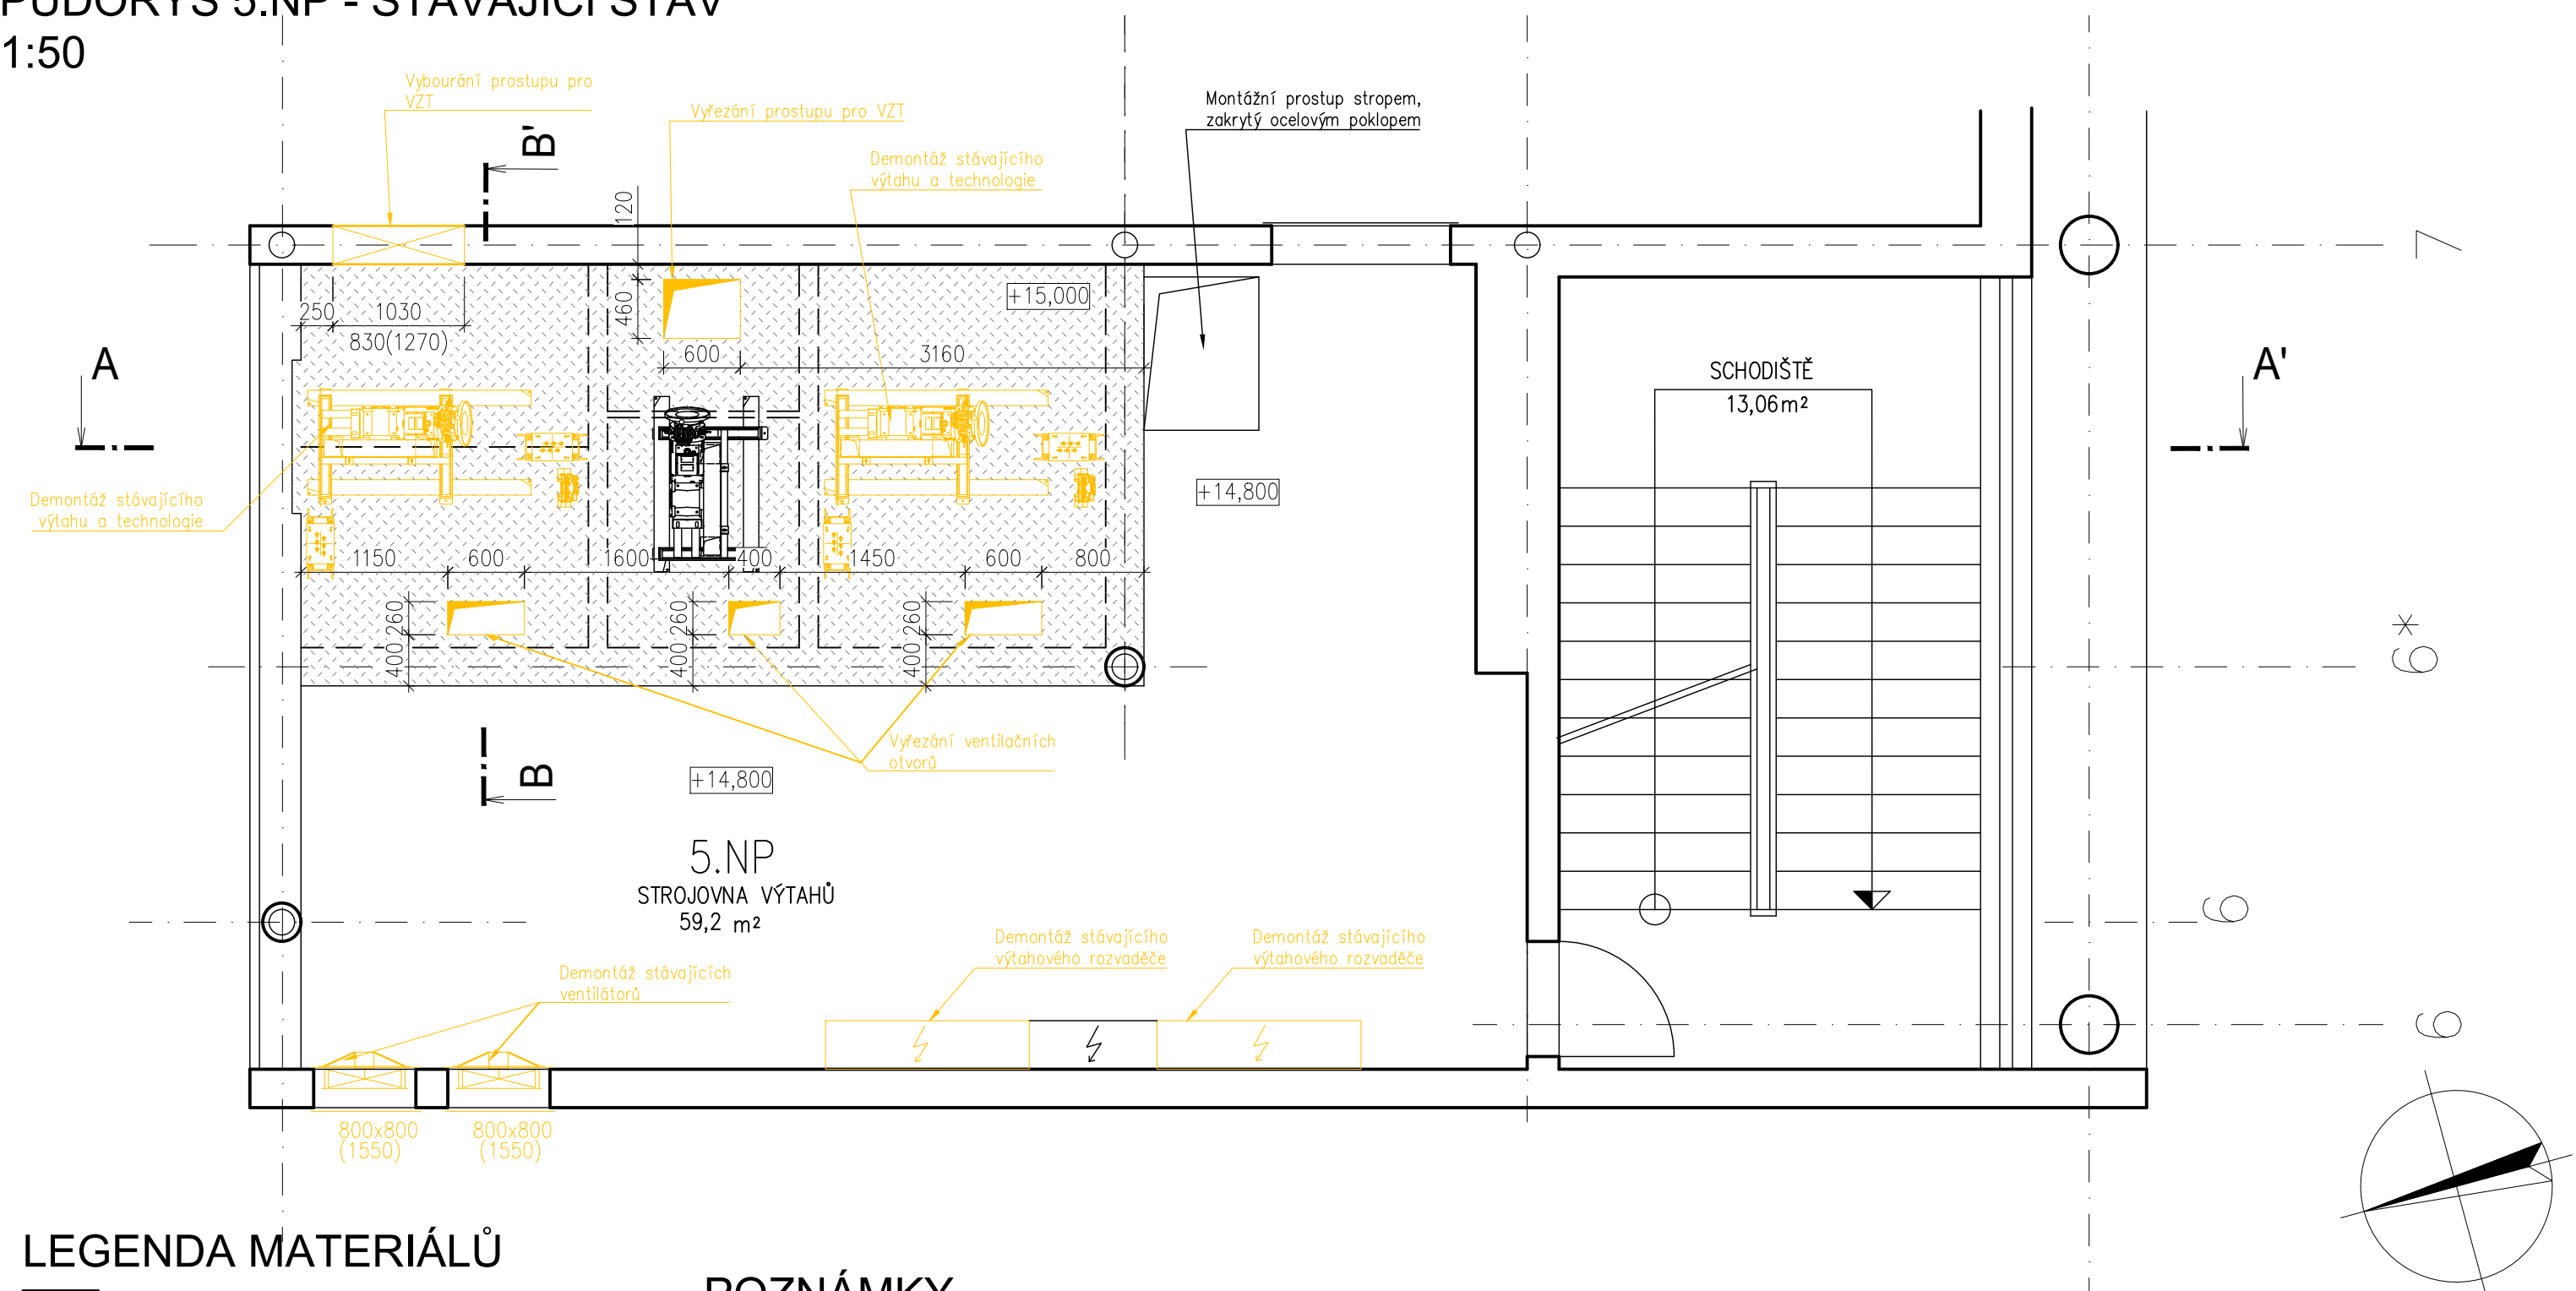 PŮDORYS 5.NP - STÁVAJÍCÍ STAV
1:50
Vybourání prostupu pro
VZT
Vyřezání prostupu pro VZT
Montážní prostup stropem,
zakrytý ocelovým poklopem
Demontáž stávajícího
výtahu a technologie
B'
120
7
460
+15,000
250
1030
830(1270)
600
3160
A
A'
SCHODIŠTĚ
13,06m²
Demontáž stávajícího
výtahu a technologie
+14,800
1150
600
1600
400
1450
600
800
260
260
260
400
400
400
6*
Vyřezání ventilačních
otvorů
B
+14,800
5.NP
STROJOVNA VÝTAHŮ
59,2 m²
6
Demontáž stávajícího
výtahového rozvaděče
Demontáž stávajícího
výtahového rozvaděče
Demontáž stávajících
ventilátorů
6
800x800
(1550)
800x800
(1550)
LEGENDA MATERIÁLŮ
POZNÁMKY